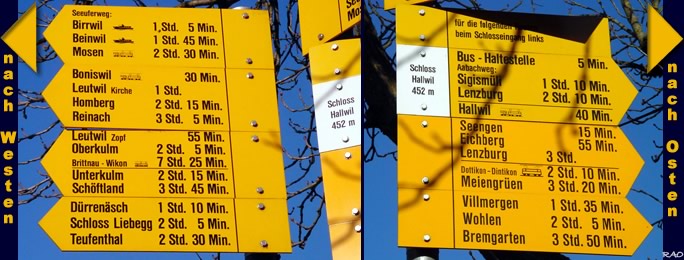 nach Westen
Seeuferweg:
Birrwil 1 Std. 5 Min.
Beinwil 1 Std. 45 Min.
Mosen 2 Std. 30 Min.
Boniswil 30 Min.
Leutwil Kirche 1 Std.
Homberg 2 Std. 15 Min.
Reinach 3 Std. 5 Min.
Leutwil Zopf 55 Min.
Oberkulm 2 Std. 5 Min.
Brittnau - Wikon 7 Std. 25 Min.
Unterkulm 2 Std. 15 Min.
Schöftland 3 Std. 45 Min.
Dürrenäsch 1 Std. 10 Min.
Schloss Liebegg 2 Std. 5 Min.
Teufenthal 2 Std. 30 Min.
See
Mos
Schloss
Hallwil
452 m
Schloss
Hallwil
452 m
für die folgenden
beim Schlosseingang links
Bus - Haltestelle 5 Min.
Aabachweg:
Sigismühl 1 Std. 10 Min.
Lenzburg 2 Std. 10 Min.
Hallwil 40 Min.
Seengen 15 Min.
Eichberg 55 Min.
Lenzburg 3 Std.
Dottikon - Dintikon 2 Std. 10 Min.
Meiengrüen 3 Std. 20 Min.
Villmergen 1 Std. 35 Min.
Wohlen 2 Std. 5 Min.
Bremgarten 3 Std. 50 Min.
nach Osten
RAO